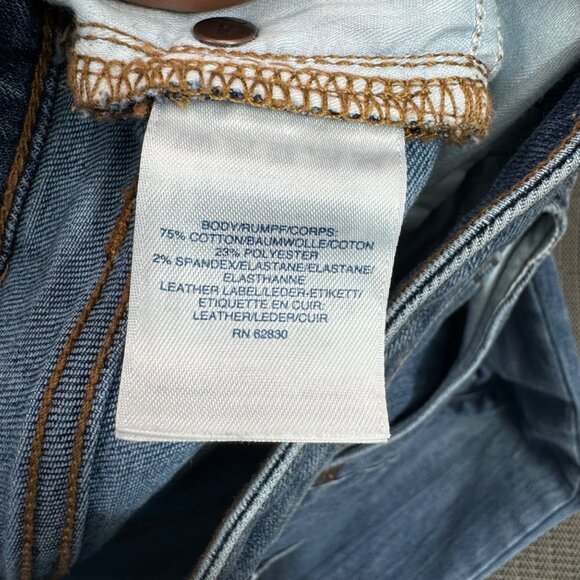 BODY/RUMPF/CORPS:
75% COTTON/BAUMWOLLE/COTON
23% POLYESTER
2% SPANDEX/ELASTANE/ELASTANE/
ELASTHANNE
LEATHER LABEL/LEDER-ETIKETT/
ETIQUETTE EN CUIR.
LEATHER/LEDER/CUIR
RN 62830